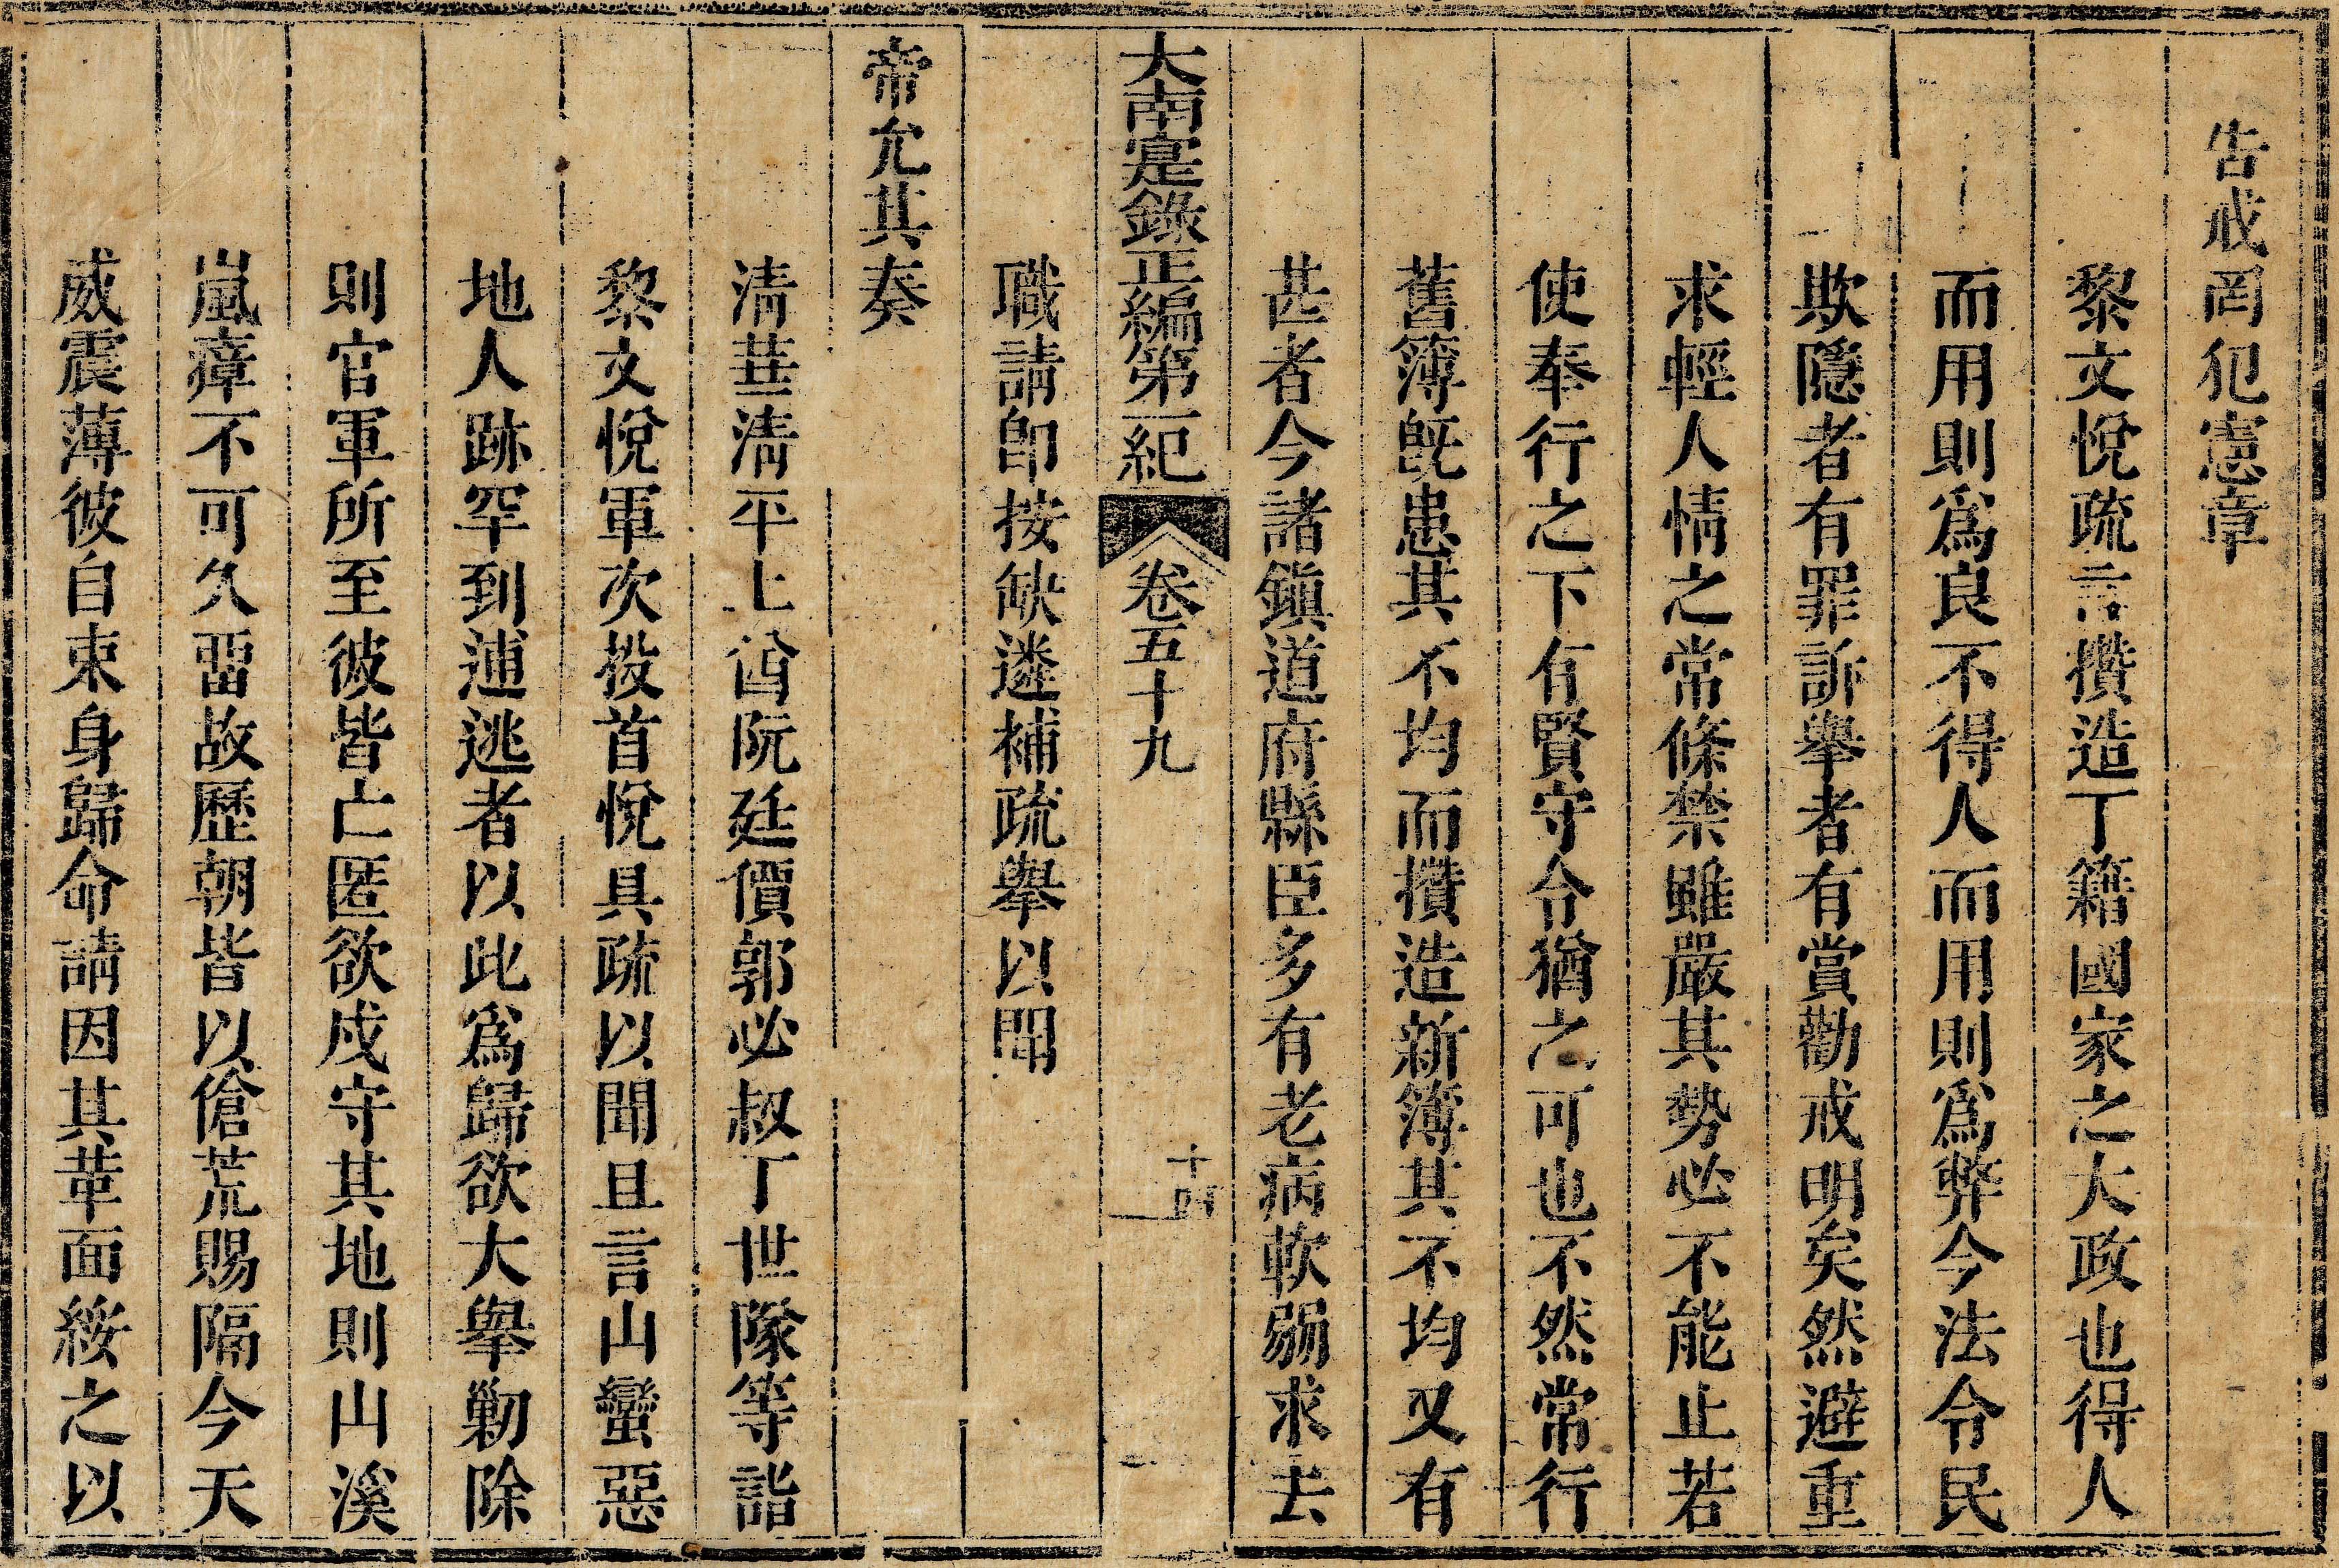 告戒罔犯憲章
黎文悅疏言攢造丁籍國家之大政也得人
而用則爲良不得人而用則爲弊今法令民
欺隱者有罪訴舉者有賞勸戒明矣然避重
求輕人情之常條禁雖嚴其勢必不能止若
使奉行之下有賢守令猶之可也不然常行
舊簿旣患其不均而攢造新簿其不均又有
甚者今諸鎭道府縣臣多有老病軟弱求去
大南寔錄正編第二紀 卷五十九 十四
職請卽按缺遴補疏舉以聞
帝允其奏
淸葩淸平上酋阮廷價郭必叔丁世隊等詣
黎文悅軍次投首悅具疏以聞且言山蠻惡
地人跡罕到逋逃者以此爲歸欲大舉剿除
則官軍所至彼皆亡匿欲戍守其地則山溪
嵐瘴不可久畱故歷朝皆以傖荒賜隔今天
威震薄彼自束身歸命請因其革面綏之以